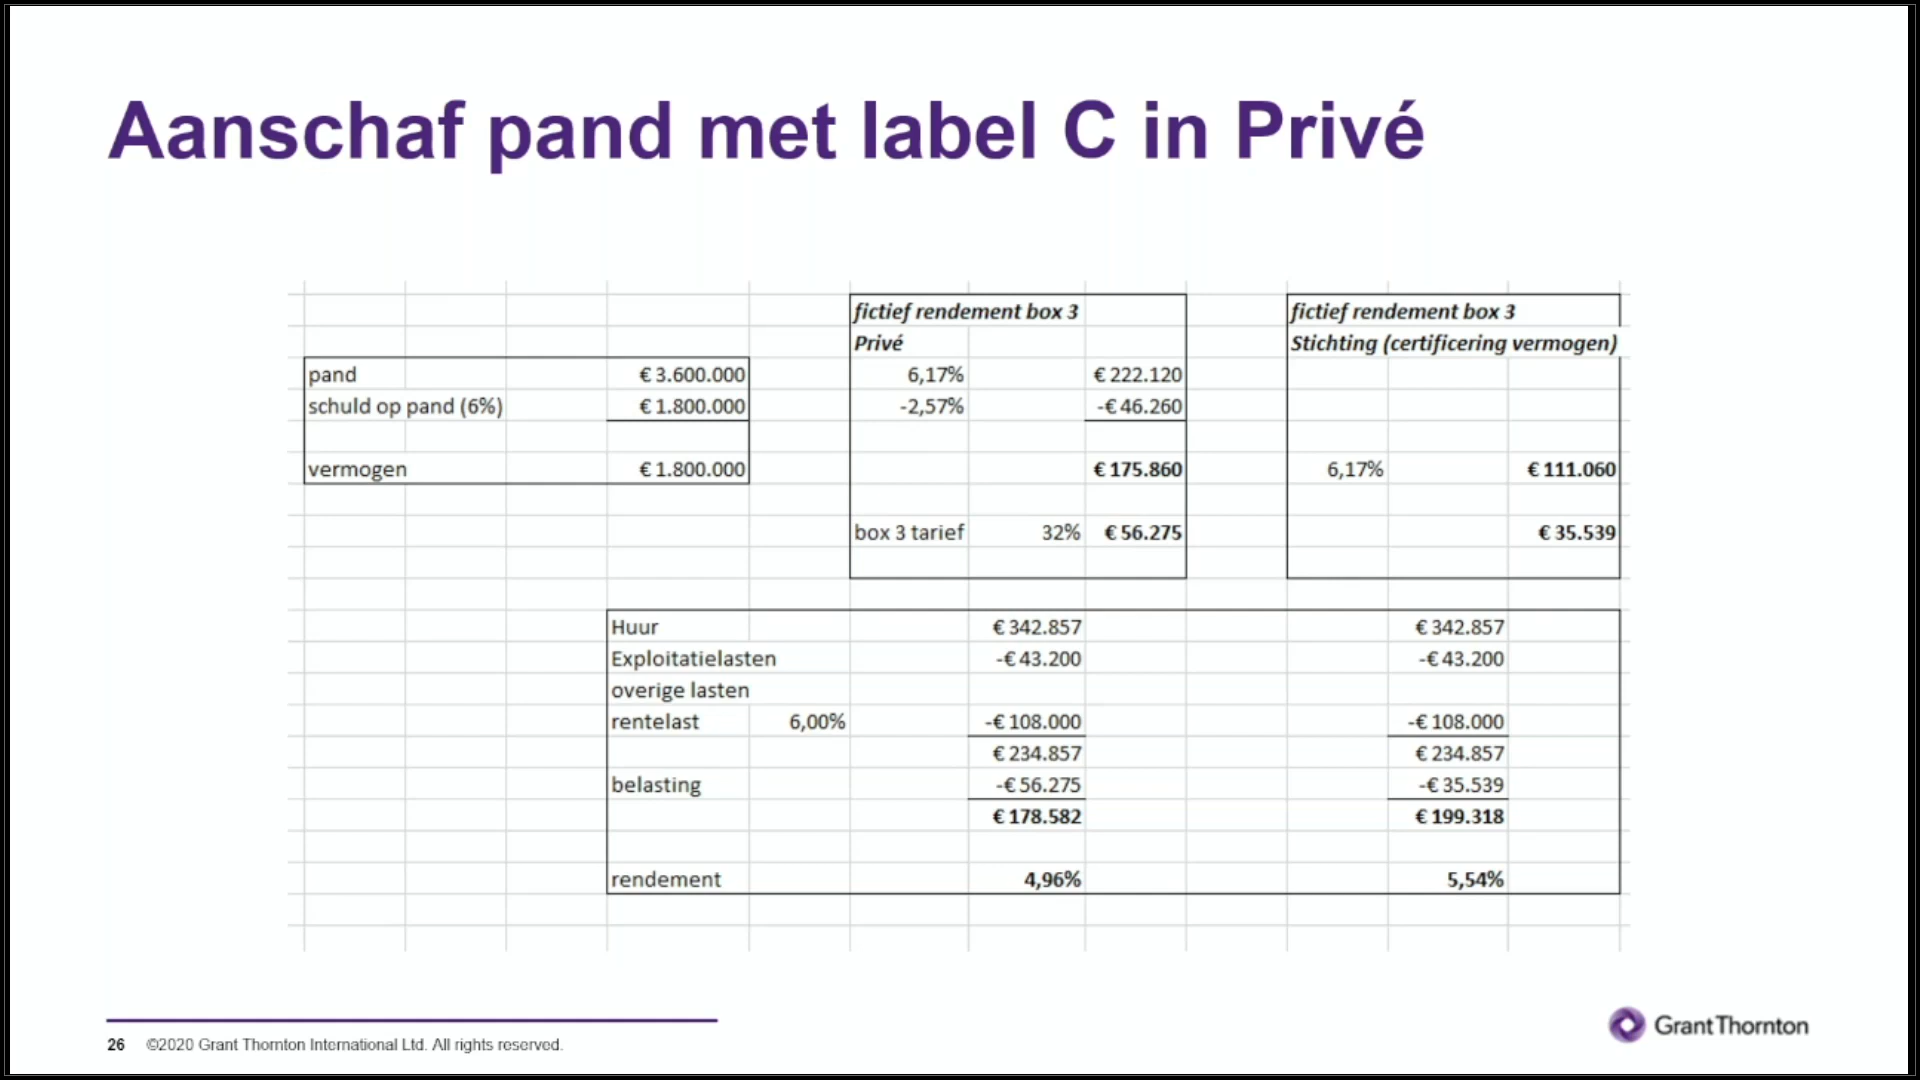 Aanschaf pand met label C in Privé
fictief rendement box 3 fictief rendement box 3
Privé Stichting (certificering vermogen)
pand € 3.600.000 6,17% € 222.120
schuld op pand (6%) € 1.800.000 -2,57% -€ 46.260
vermogen € 1.800.000 € 175.860 6,17% € 111.060
box 3 tarief 32% € 56.275 € 35.539
Huur € 342.857 € 342.857
Exploitatielasten -€ 43.200 -€ 43.200
overige lasten
rentelast 6,00% -€ 108.000 -€ 108.000
€ 234.857 € 234.857
belasting -€ 56.275 -€ 35.539
€ 178.582 € 199.318
rendement 4,96% 5,54%
26 ©2020 Grant Thornton International Ltd. All rights reserved.
Grant Thornton